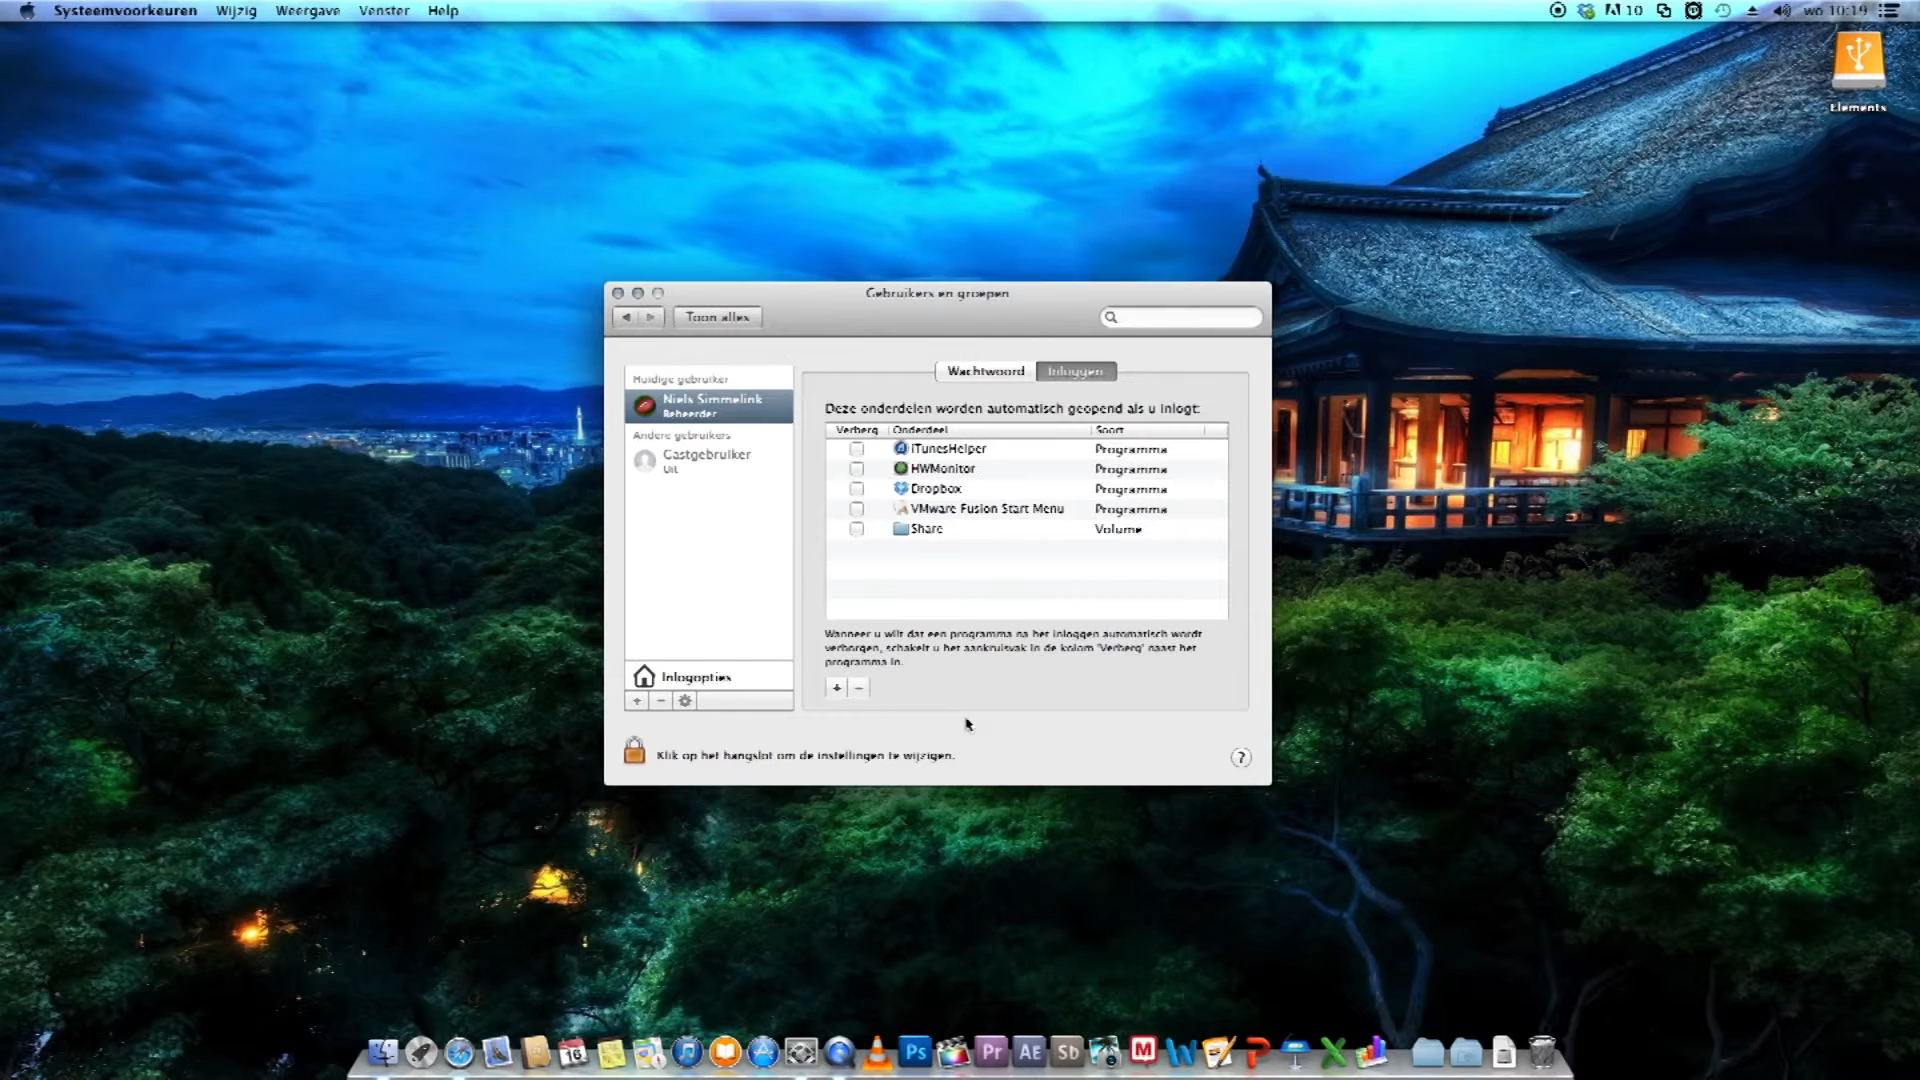 Systeemvoorkeuren Wijzig Weergave Venster Help
10 wo 10:19
Elements
Gebruikers en groepen
Toon alles
Wachtwoord Inloggen
Huidige gebruiker
Niels Simmelink
Beheerder
Andere gebruikers
Gastgebruiker
Uit
Deze onderdelen worden automatisch geopend als u inlogt:
Verberg Onderdeel Soort
iTunesHelper Programma
HWMonitor Programma
Dropbox Programma
VMware Fusion Start Menu Programma
Share Volume
Wanneer u wilt dat een programma na het inloggen automatisch wordt
verborgen, schakelt u het aankruisvak in de kolom 'Verberg' naast het
programma in.
Inlogopties
Klik op het hangslot om de instellingen te wijzigen.
?
16
Ps Pr AE Sb M